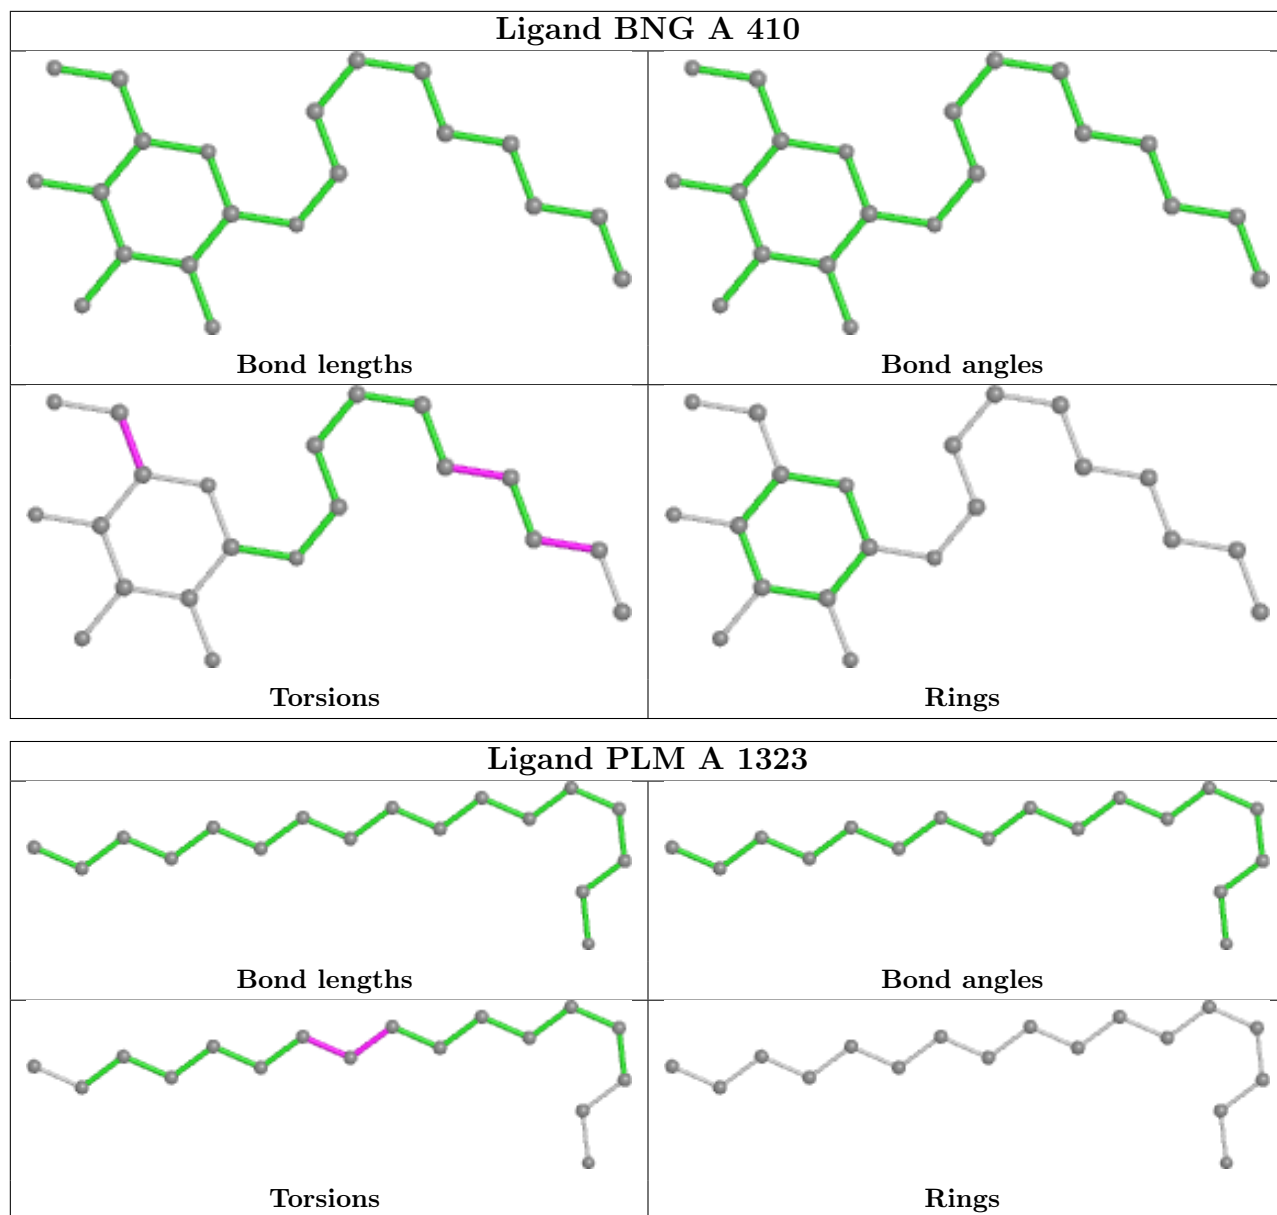 Ligand BNG A 410
Bond lengths
Bond angles
Torsions
Rings
Ligand PLM A 1323
Bond lengths
Bond angles
Torsions
Rings